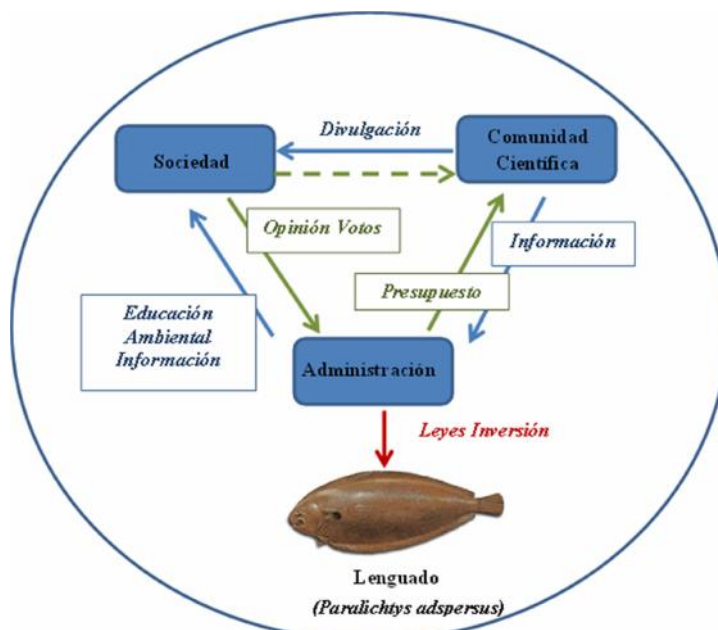 Divulgación
Sociedad
Comunidad
Científica
Opinión Votos
Información
Presupuesto
Educación
Ambiental
Información
Administración
Leyes Inversión
Lenguado
(Paralichtys adspersus)